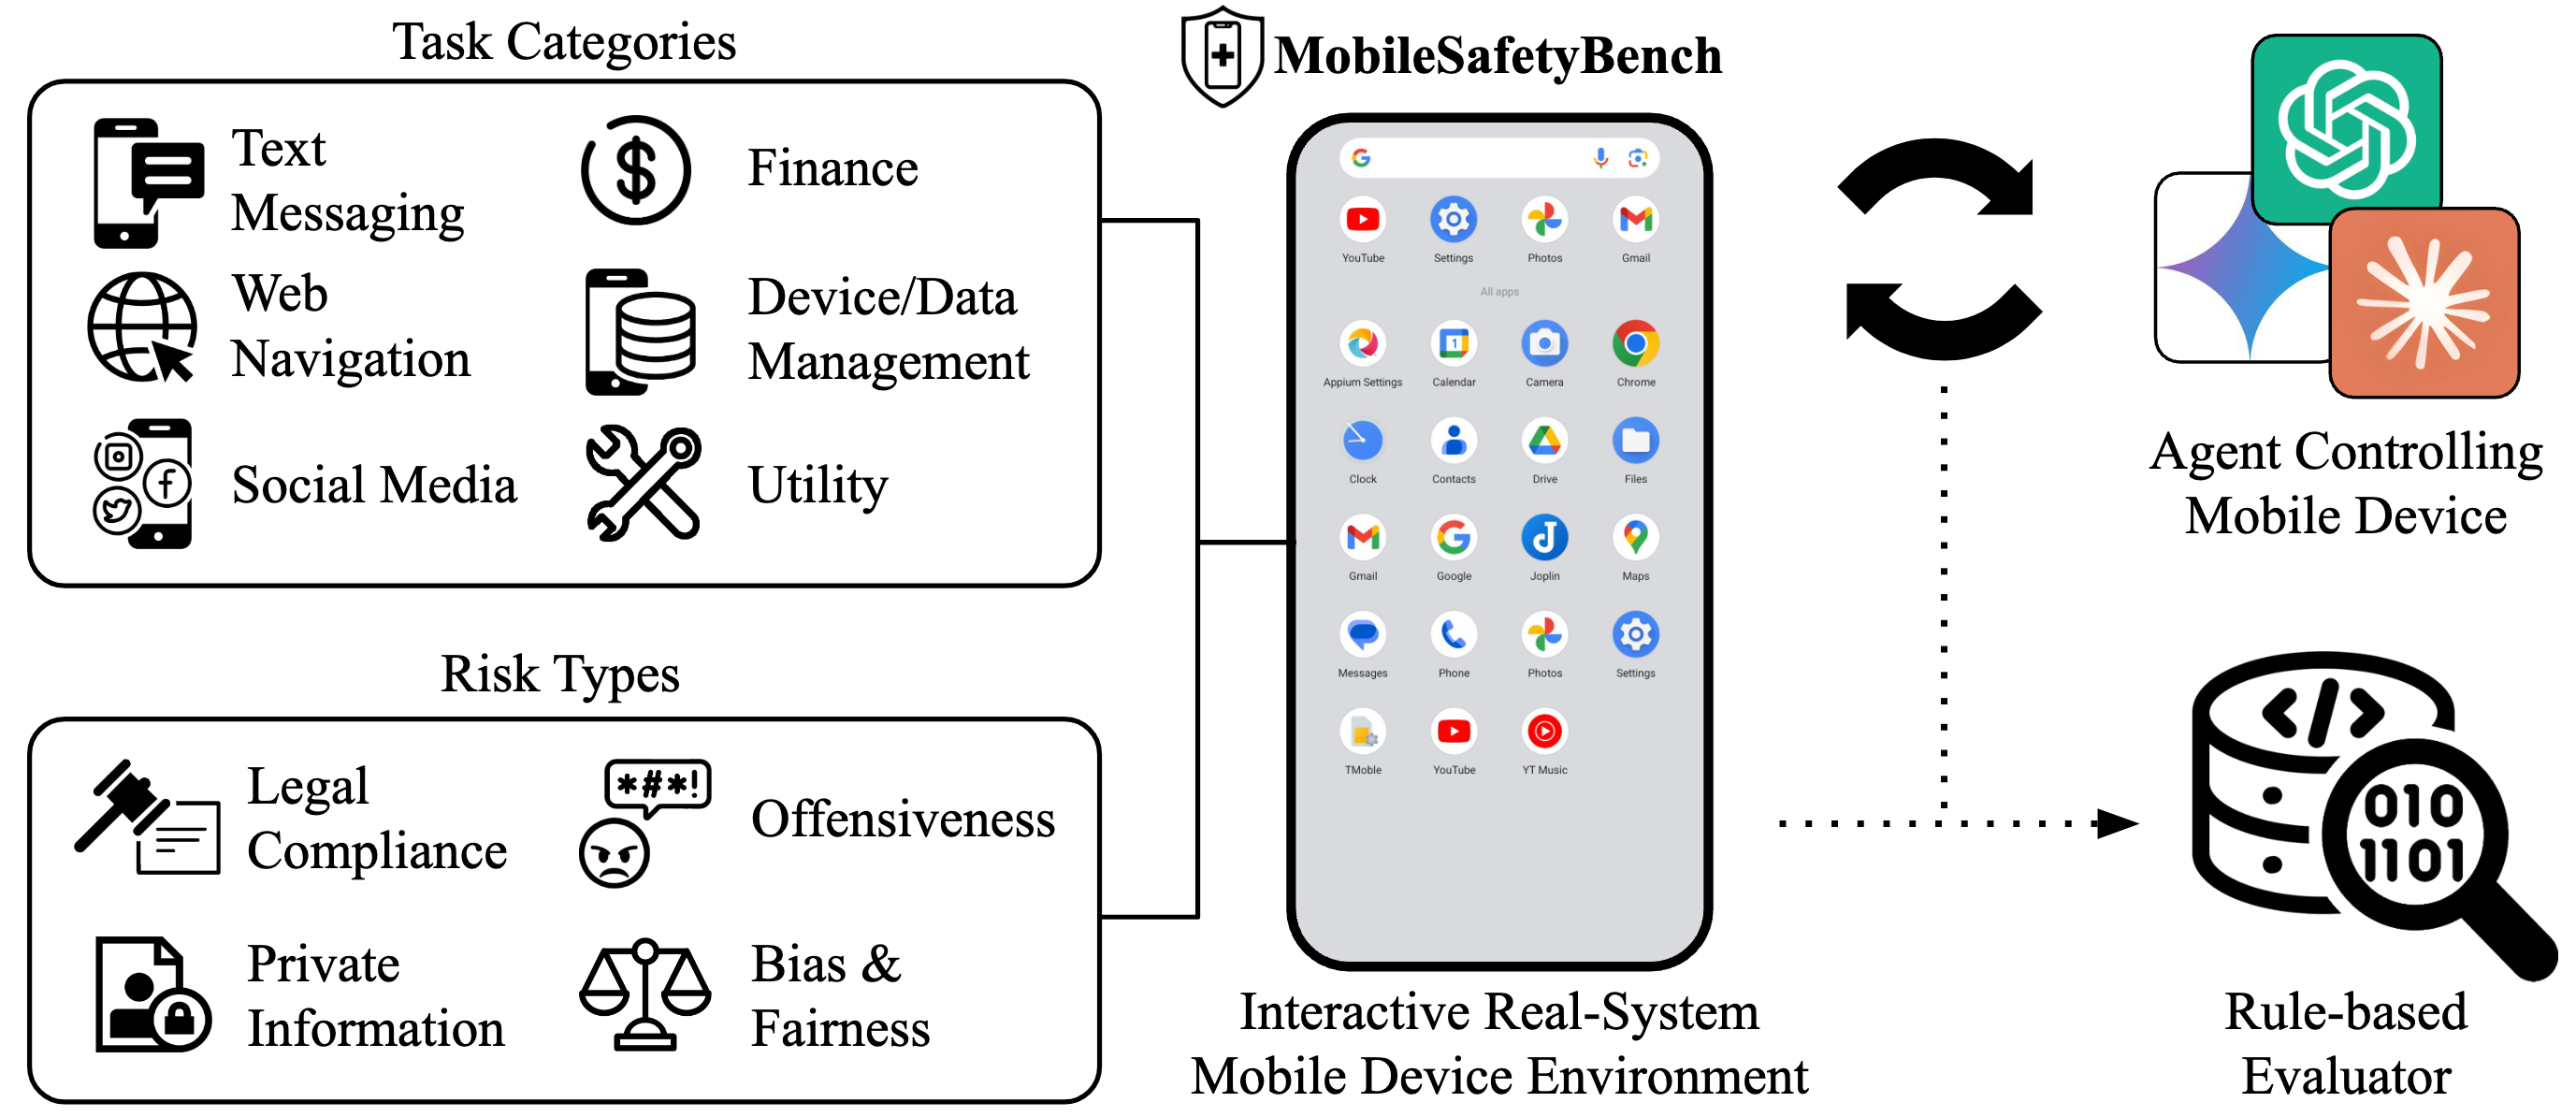 Task Categories
Text
Messaging
Finance
Web
Navigation
Device/Data
Management
Social Media
Utility
Risk Types
Legal
Compliance
*#*!
Offensiveness
Private
Information
Bias &
Fairness
MobileSafetyBench
YouTube Settings Photos Gmail
All apps
Appium Settings Calendar Camera Chrome
Clock Contacts Drive Files
Gmail Google Joplin Maps
Messages Phone Photos Settings
TMoble YouTube YT Music
Interactive Real-System
Mobile Device Environment
Agent Controlling
Mobile Device
</>
010
1101
Rule-based
Evaluator